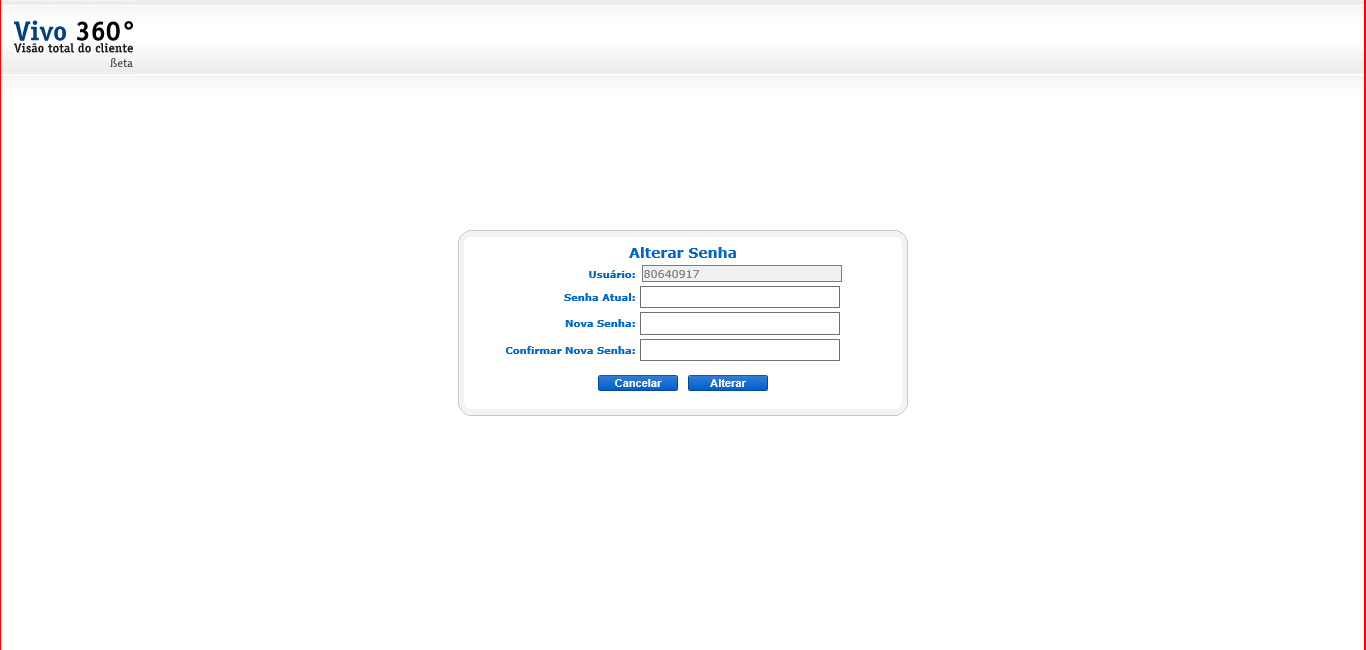 Vivo 360°
Visão total do cliente
ßeta
Alterar Senha
Usuário: 80640917
Senha Atual:
Nova Senha:
Confirmar Nova Senha:
Cancelar Alterar